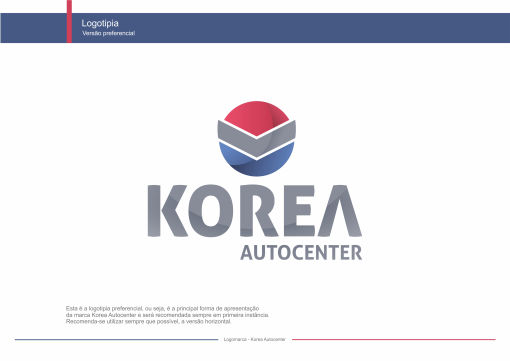 Logotipia
Versão preferencial
KOREA
AUTOCENTER
Esta é a logotipia preferencial, ou seja, é a principal forma de apresentação
da marca Korea Autocenter e será recomendada sempre em primeira instância.
Recomenda-se utilizar sempre que possível, a versão horizontal
Logomarca - Korea Autocenter